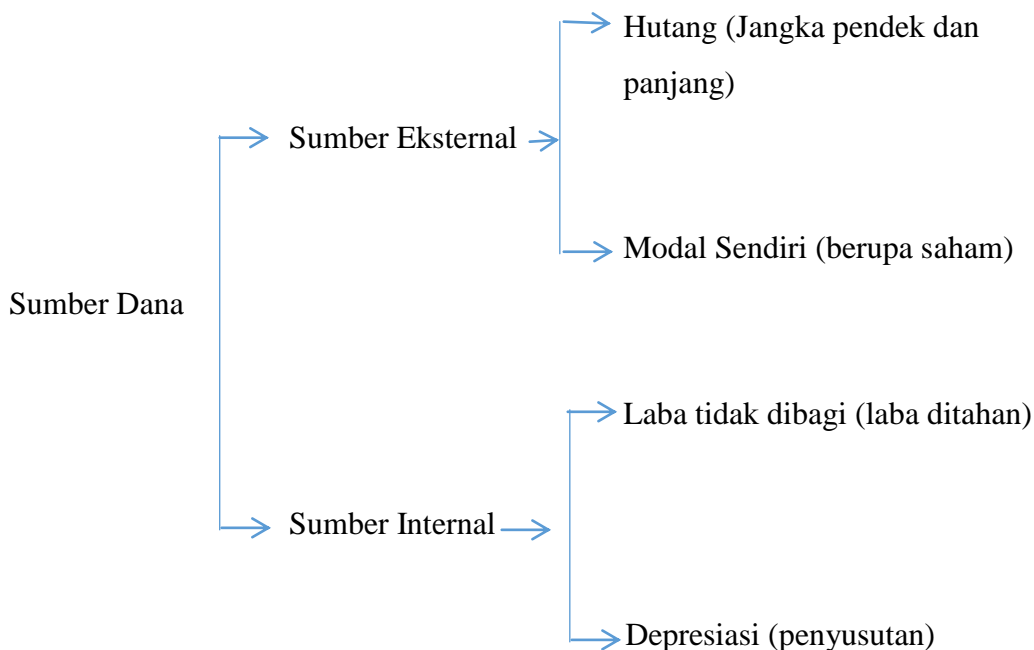 Hutang (Jangka pendek dan
panjang)
Sumber Eksternal
Modal Sendiri (berupa saham)
Sumber Dana
Laba tidak dibagi (laba ditahan)
Sumber Internal
Depresiasi (penyusutan)